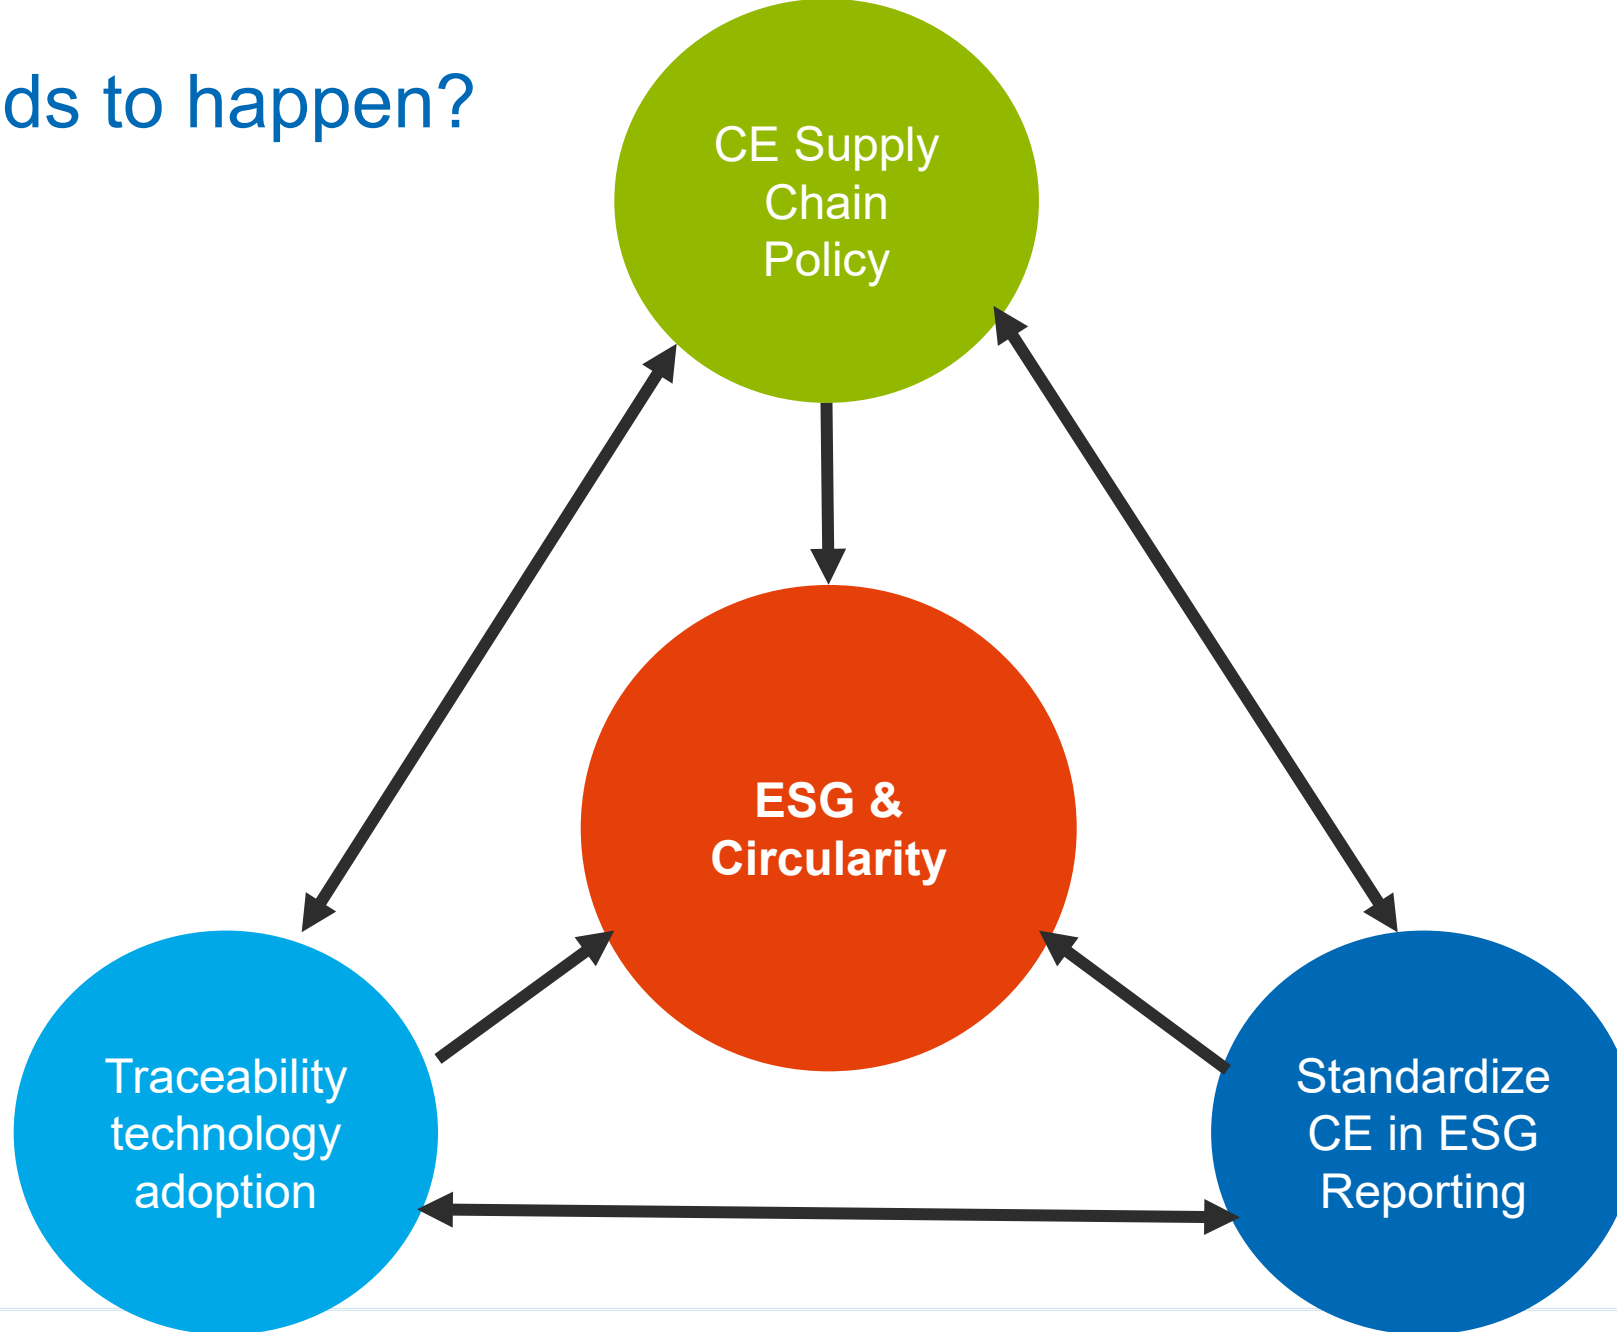 ds to happen?
CE Supply
Chain
Policy
ESG &
Circularity
Traceability
technology
adoption
Standardize
CE in ESG
Reporting